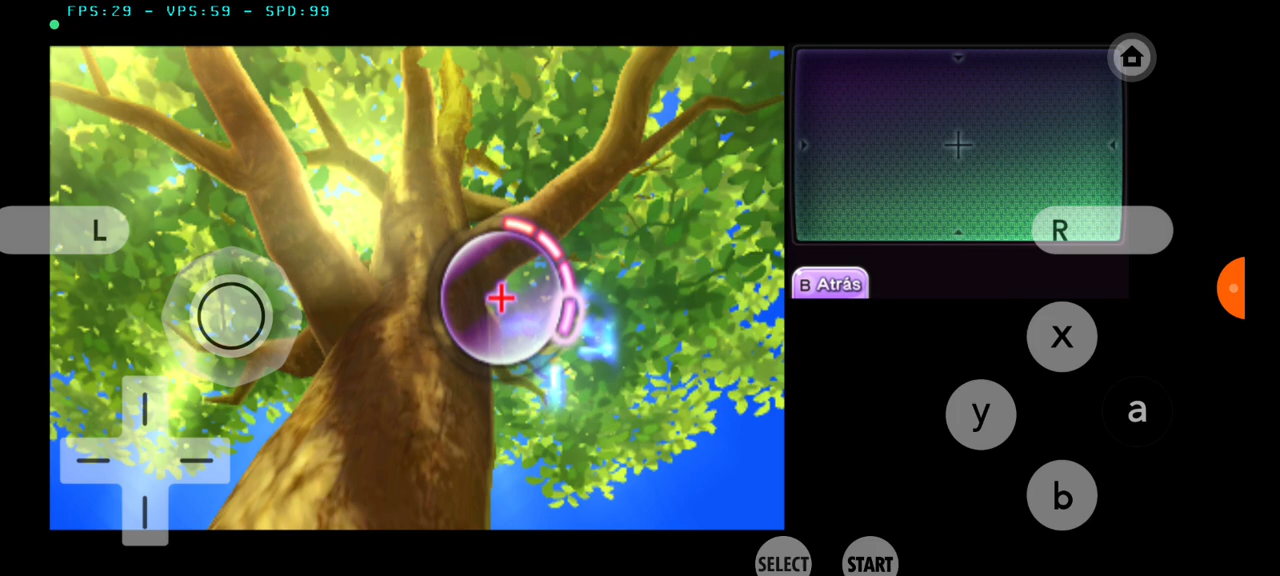 FPS:29 - VPS:59 - SPD:99
L
R
B Atrás
x
y
a
b
SELECT
START